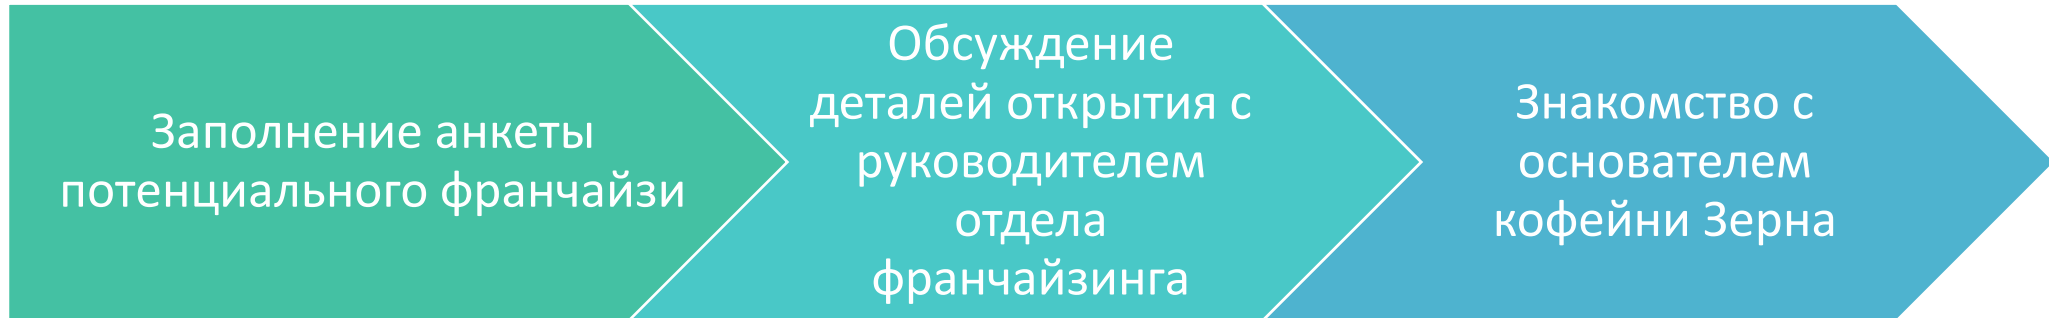 Заполнение анкеты
потенциального франчайзи
Обсуждение
деталей открытия с
руководителем
отдела
франчайзинга
Знакомство с
основателем
кофейни Зерна